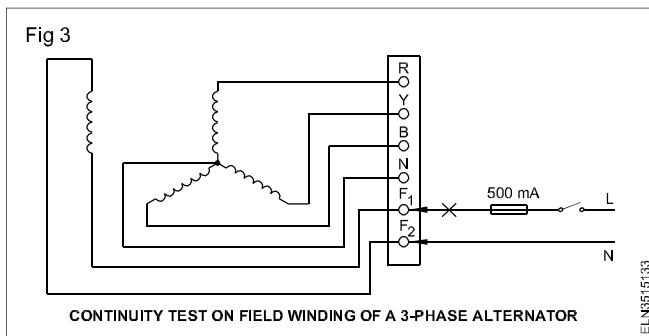 Fig 3
R
Y
B
N
F1
500 mA
L
F2
N
CONTINUITY TEST ON FIELD WINDING OF A 3-PHASE ALTERNATOR
ELN3515133